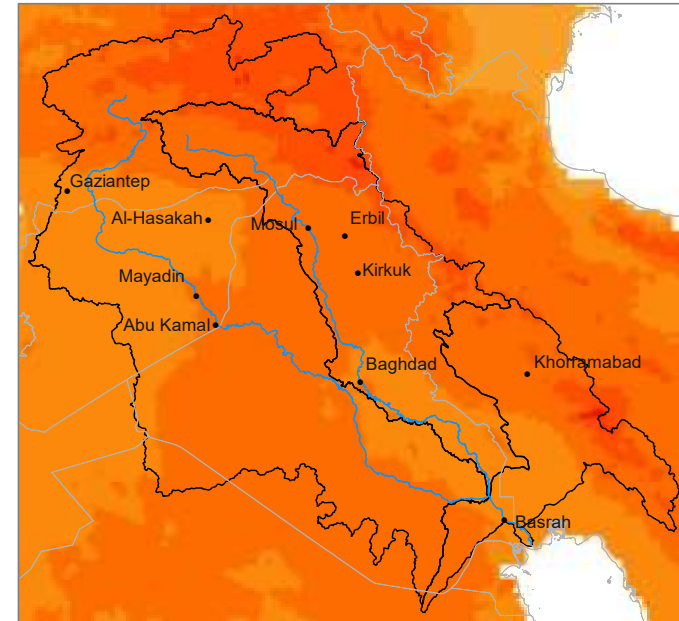 Gaziantep
Al-Hasakah
Mosul
Erbil
Kirkuk
Mayadin
Abu Kamal
Baghdad
Khorramabad
Basrah